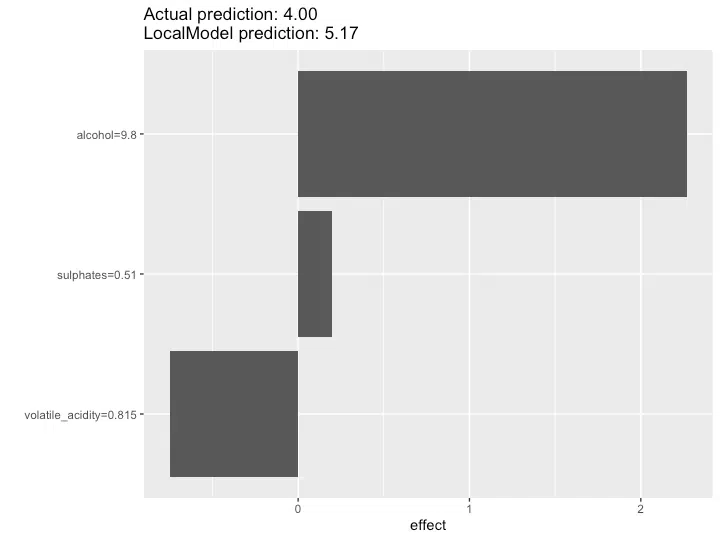 Actual prediction: 4.00
LocalModel prediction: 5.17
alcohol=9.8
sulphates=0.51
volatile_acidity=0.815
0 1 2
effect